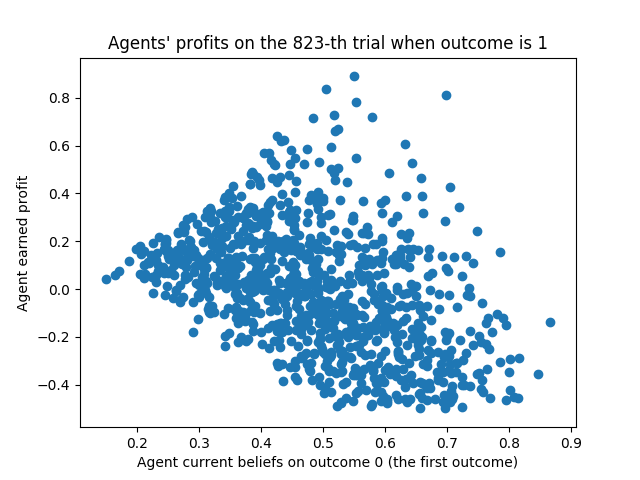 Agents' profits on the 823-th trial when outcome is 1
Agent earned profit
0.8
0.6
0.4
0.2
0.0
−0.2
−0.4
0.2 0.3 0.4 0.5 0.6 0.7 0.8 0.9
Agent current beliefs on outcome 0 (the first outcome)